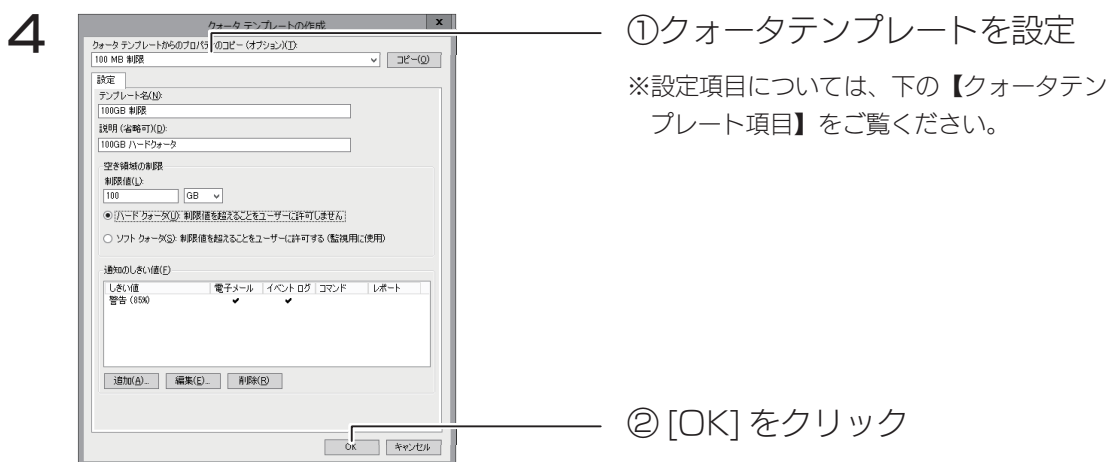 4
クォータ テンプレートの作成
x
クォータ テンプレートからのプロパティのコピー (オプション)(T):
100 MB 制限
コピー(O)
設定
テンプレート名(N):
100GB 制限
説明 (省略可)(D):
100GB ハードクォータ
空き領域の制限
制限値(L):
100 GB
ハード クォータ(U): 制限値を超えることをユーザーに許可しません
ソフト クォータ(S): 制限値を超えることをユーザーに許可する (監視用に使用)
通知のしきい値(F)
しきい値 電子メール イベント ログ コマンド レポート
警告 (85%) ✔ ✔
追加(A)... 編集(E)... 削除(R)
OK キャンセル
①クォータテンプレートを設定
※設定項目については、下の【クォータテン
プレート項目】をご覧ください。
② [OK] をクリック